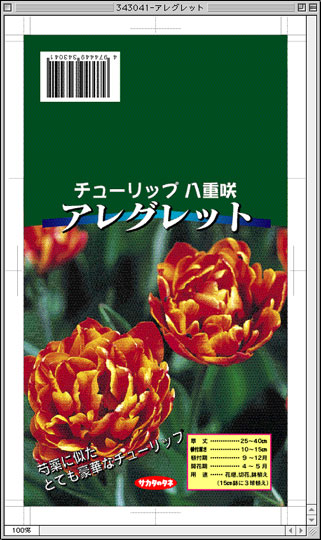 343041-アレグレット
4 974449 343041
チューリップ 八重咲
アレグレット
芍薬に似た
とても豪華なチューリップ
サカタのタネ
草 丈……………25〜40cm
植付深さ……………10〜15cm
植付期……………9〜12月
開花期……………4〜5月
用 途……花壇、切花、鉢植え
(15cm鉢に3球植え)
100%